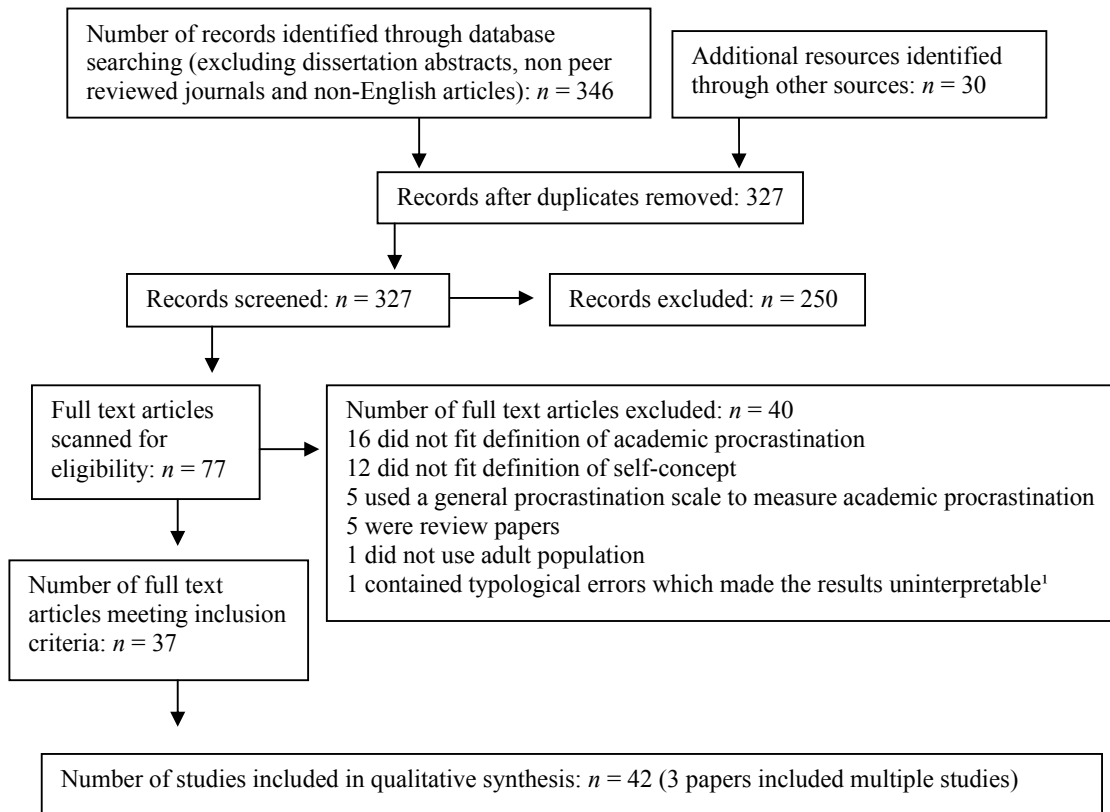 Number of records identified through database
searching (excluding dissertation abstracts, non peer
reviewed journals and non-English articles): n = 346
Additional resources identified
through other sources: n = 30
Records after duplicates removed: 327
Records screened: n = 327
Records excluded: n = 250
Full text articles
scanned for
eligibility: n = 77
Number of full text articles excluded: n = 40
16 did not fit definition of academic procrastination
12 did not fit definition of self-concept
5 used a general procrastination scale to measure academic procrastination
5 were review papers
1 did not use adult population
1 contained typological errors which made the results uninterpretable¹
Number of full text
articles meeting inclusion
criteria: n = 37
Number of studies included in qualitative synthesis: n = 42 (3 papers included multiple studies)